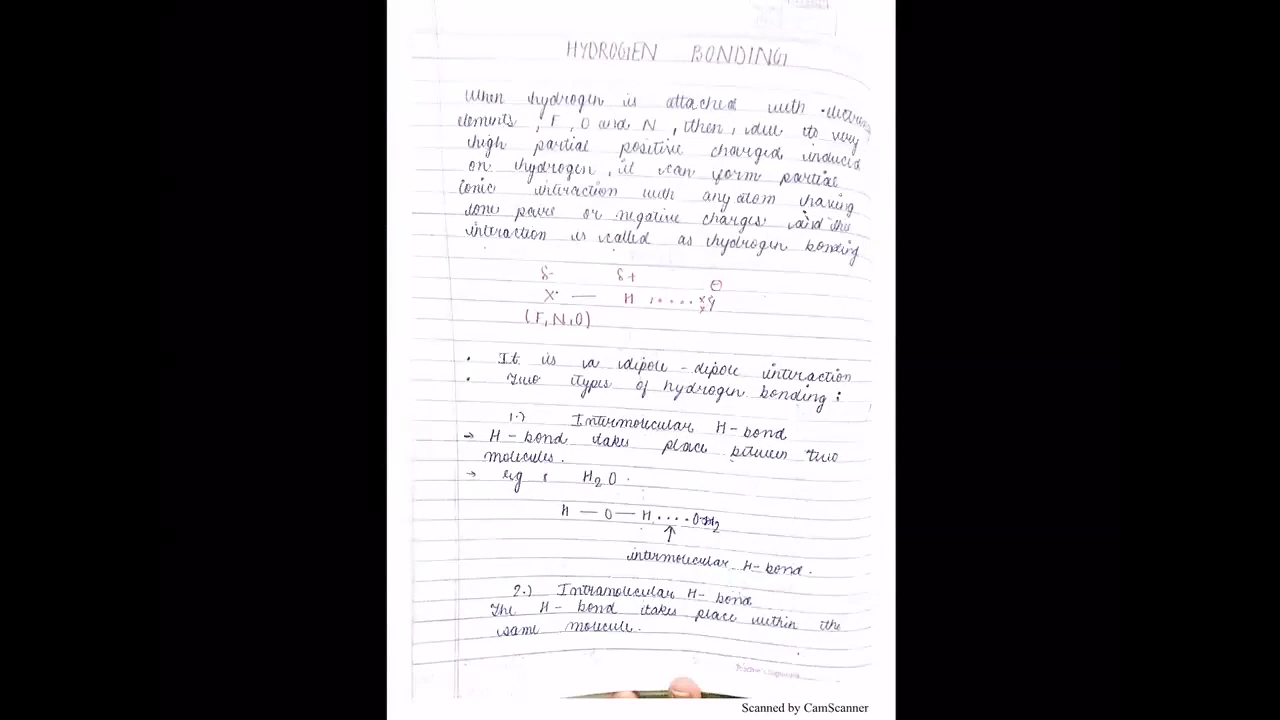 HYDROGEN BONDING
When hydrogen is attached with
elements, F, O and N, then, due to very
high partial positive charged induced
on hydrogen, it can form partial
ionic interaction with any atom having
lone pairs or negative charges and this
interaction is called as hydrogen bonding
δ- δ+ ⊖
X — H ..... Y
(F, N, O)
• It is a dipole - dipole interaction
• Two types of hydrogen bonding :
1.) Intermolecular H-bond
→ H-bond takes place between two
molecules.
→ eg : H₂O.
H — O — H .... OH₂
↑
intermolecular H-bond.
2.) Intramolecular H-bond
The H-bond takes place within the
same molecule.
Scanned by CamScanner